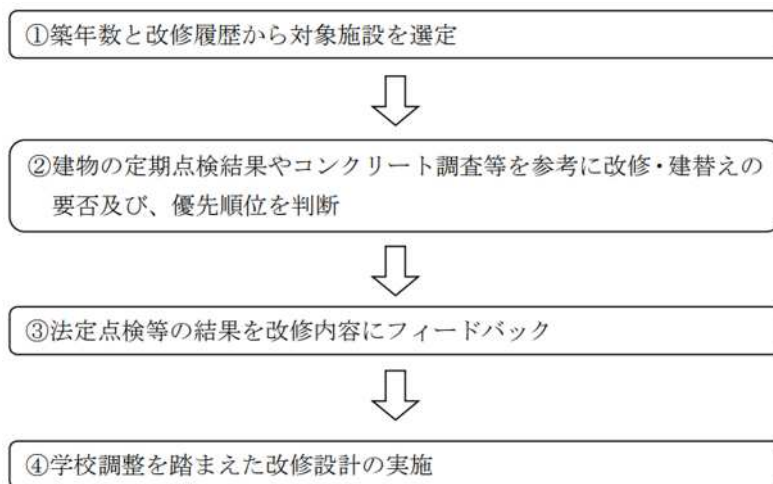 ①築年数と改修履歴から対象施設を選定
②建物の定期点検結果やコンクリート調査等を参考に改修・建替えの
要否及び、優先順位を判断
③法定点検等の結果を改修内容にフィードバック
④学校調整を踏まえた改修設計の実施